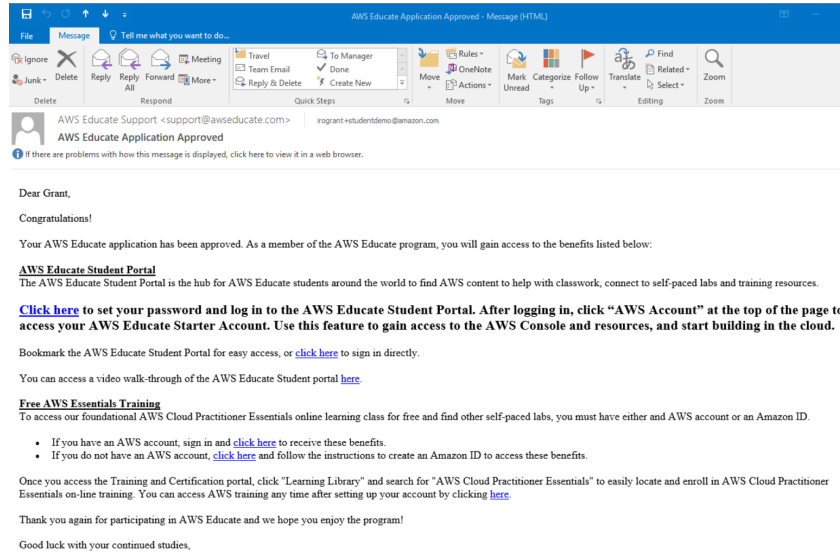 AWS Educate Application Approved - Message (HTML)
File Message Tell me what you want to do...
Ignore
Junk
Delete
Reply
Reply All
Forward
Meeting
More
Travel
Team Email
Reply & Delete
To Manager
Done
Create New
Move
Rules
OneNote
Actions
Mark Unread
Categorize
Follow Up
Translate
Find
Related
Select
Zoom
Delete Respond Quick Steps Move Tags Editing Zoom
AWS Educate Support <support@awseducate.com> irogrant+studentdemo@amazon.com
AWS Educate Application Approved
If there are problems with how this message is displayed, click here to view it in a web browser.
Dear Grant,
Congratulations!
Your AWS Educate application has been approved. As a member of the AWS Educate program, you will gain access to the benefits listed below:
AWS Educate Student Portal
The AWS Educate Student Portal is the hub for AWS Educate students around the world to find AWS content to help with classwork, connect to self-paced labs and training resources.
Click here to set your password and log in to the AWS Educate Student Portal. After logging in, click “AWS Account” at the top of the page to
access your AWS Educate Starter Account. Use this feature to gain access to the AWS Console and resources, and start building in the cloud.
Bookmark the AWS Educate Student Portal for easy access, or click here to sign in directly.
You can access a video walk-through of the AWS Educate Student portal here.
Free AWS Essentials Training
To access our foundational AWS Cloud Practitioner Essentials online learning class for free and find other self-paced labs, you must have either and AWS account or an Amazon ID.
• If you have an AWS account, sign in and click here to receive these benefits.
• If you do not have an AWS account, click here and follow the instructions to create an Amazon ID to access these benefits.
Once you access the Training and Certification portal, click "Learning Library" and search for "AWS Cloud Practitioner Essentials" to easily locate and enroll in AWS Cloud Practitioner
Essentials on-line training. You can access AWS training any time after setting up your account by clicking here.
Thank you again for participating in AWS Educate and we hope you enjoy the program!
Good luck with your continued studies,